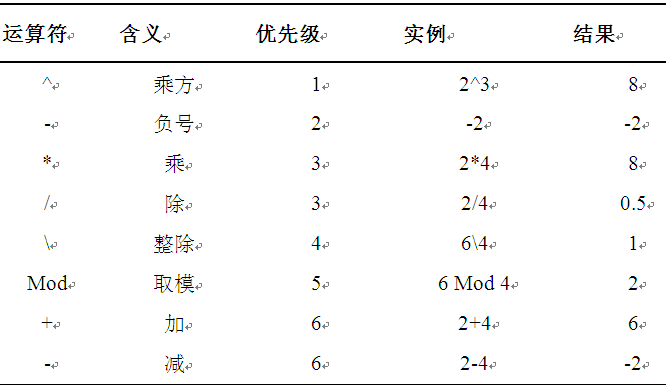 运算符 含义 优先级 实例 结果
^ 乘方 1 2^3 8
- 负号 2 -2 -2
* 乘 3 2*4 8
/ 除 3 2/4 0.5
\ 整除 4 6\4 1
Mod 取模 5 6 Mod 4 2
+ 加 6 2+4 6
- 减 6 2-4 -2